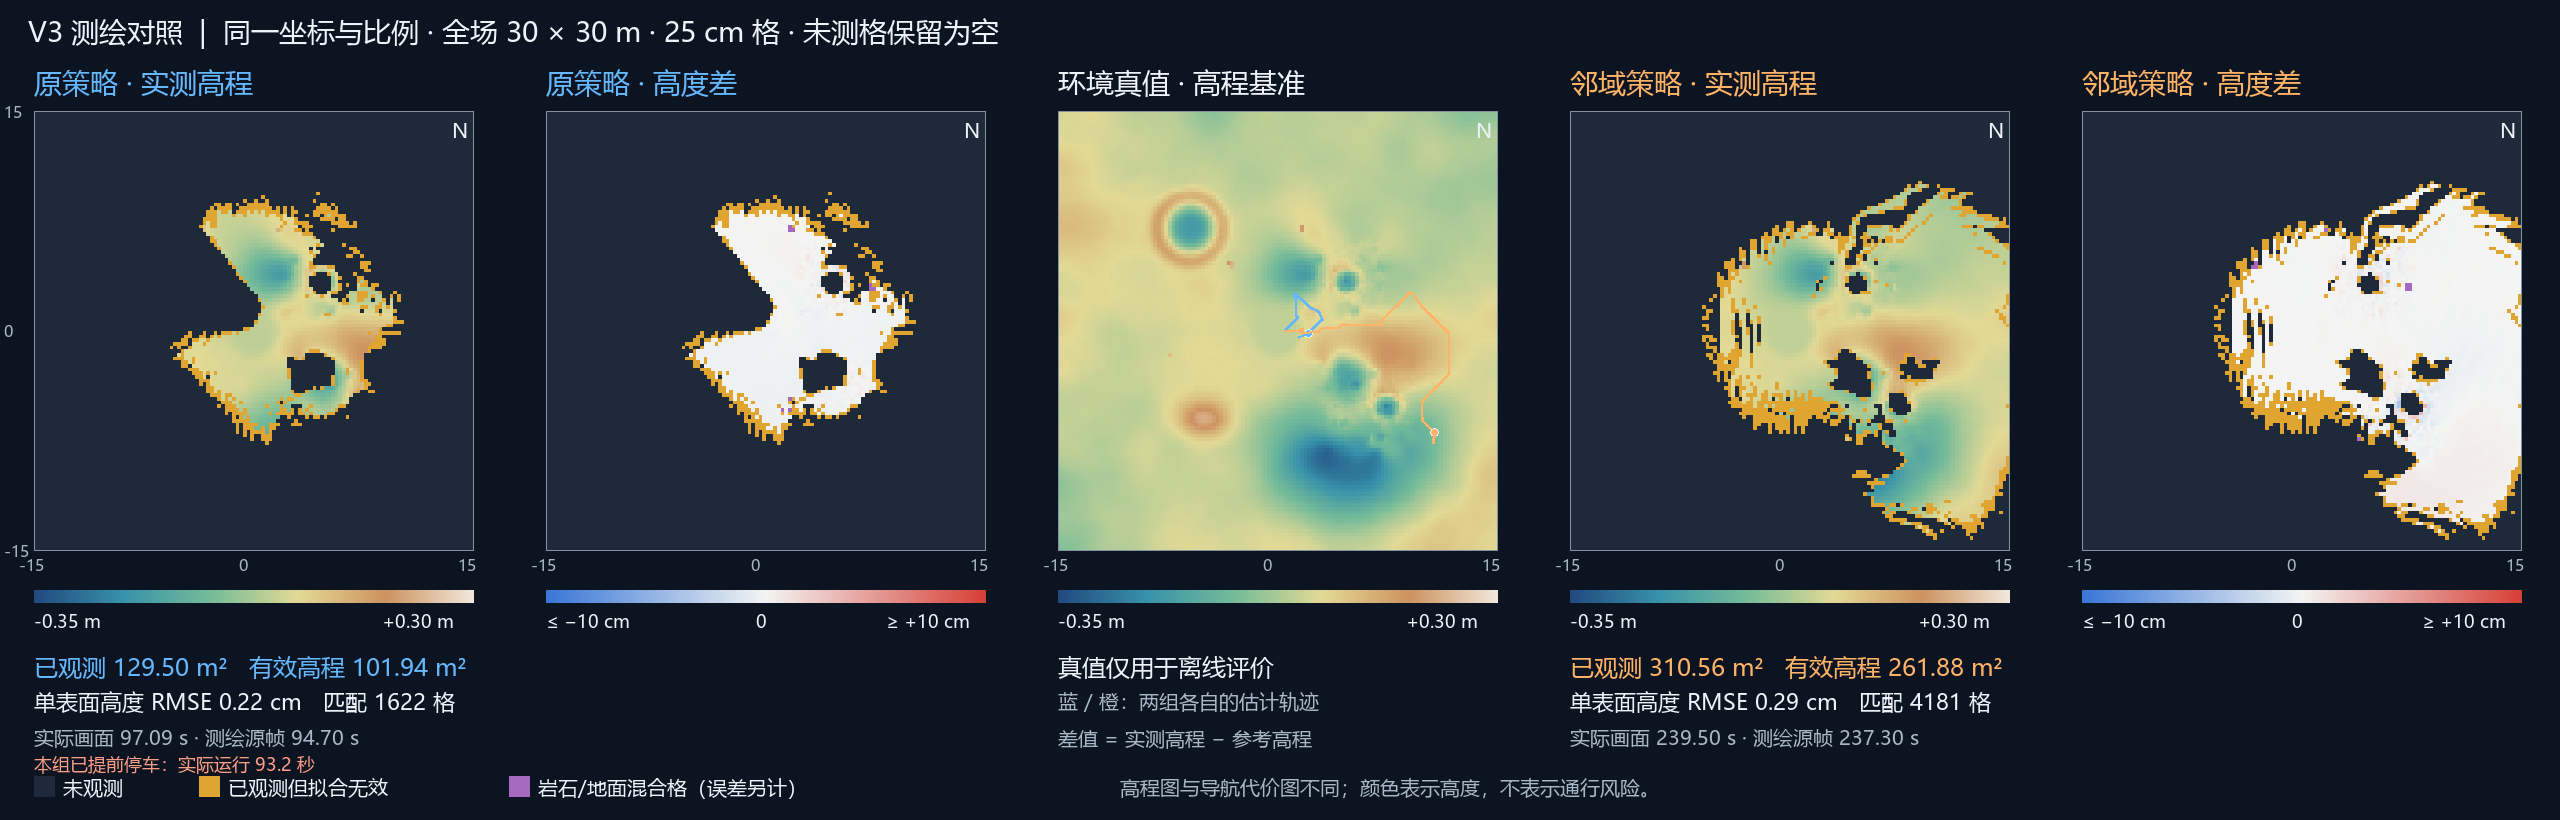 V3 测绘对照 | 同一坐标与比例 · 全场 30 × 30 m · 25 cm 格 · 未测格保留为空
原策略 · 实测高程
原策略 · 高度差
环境真值 · 高程基准
邻域策略 · 实测高程
邻域策略 · 高度差
15
N
N
N
N
N
0
-15
-15 0 15
-15 0 15
-15 0 15
-15 0 15
-15 0 15
-0.35 m +0.30 m
≤ −10 cm 0 ≥ +10 cm
-0.35 m +0.30 m
-0.35 m +0.30 m
≤ −10 cm 0 ≥ +10 cm
已观测 129.50 m² 有效高程 101.94 m²
单表面高度 RMSE 0.22 cm 匹配 1622 格
实际画面 97.09 s · 测绘源帧 94.70 s
本组已提前停车：实际运行 93.2 秒
真值仅用于离线评价
蓝 / 橙：两组各自的估计轨迹
差值 = 实测高程 − 参考高程
已观测 310.56 m² 有效高程 261.88 m²
单表面高度 RMSE 0.29 cm 匹配 4181 格
实际画面 239.50 s · 测绘源帧 237.30 s
未观测
已观测但拟合无效
岩石/地面混合格（误差另计）
高程图与导航代价图不同；颜色表示高度，不表示通行风险。